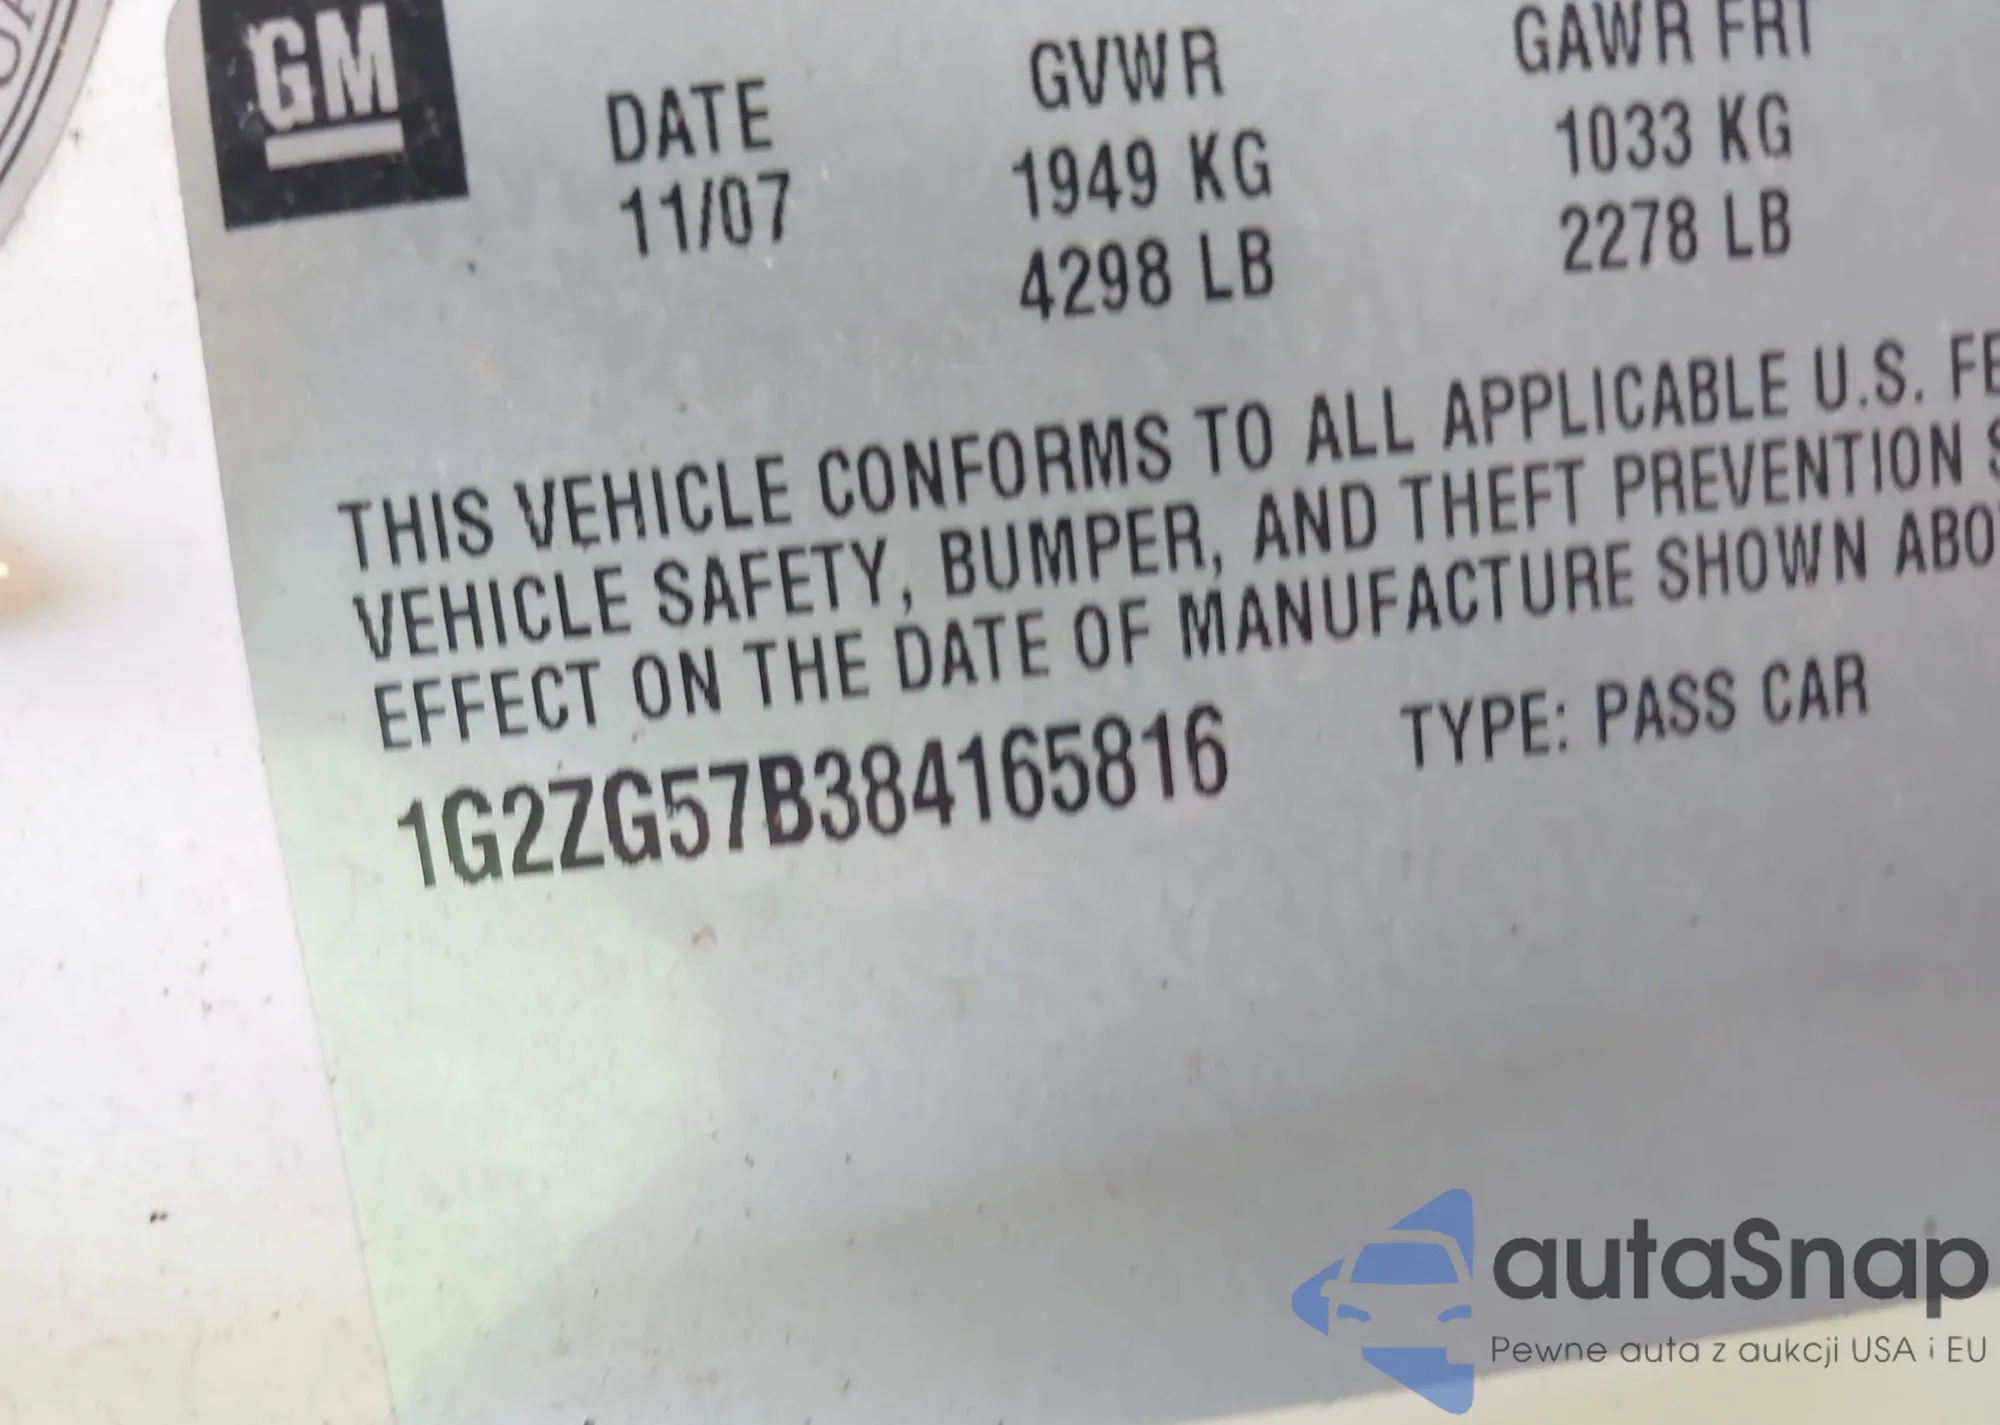 GM
DATE
11/07
GVWR
1949 KG
4298 LB
GAWR FRT
1033 KG
2278 LB
THIS VEHICLE CONFORMS TO ALL APPLICABLE U.S. FE
VEHICLE SAFETY, BUMPER, AND THEFT PREVENTION S
EFFECT ON THE DATE OF MANUFACTURE SHOWN ABO
1G2ZG57B384165816
TYPE: PASS CAR
autaSnap
Pewne auta z aukcji USA i EU